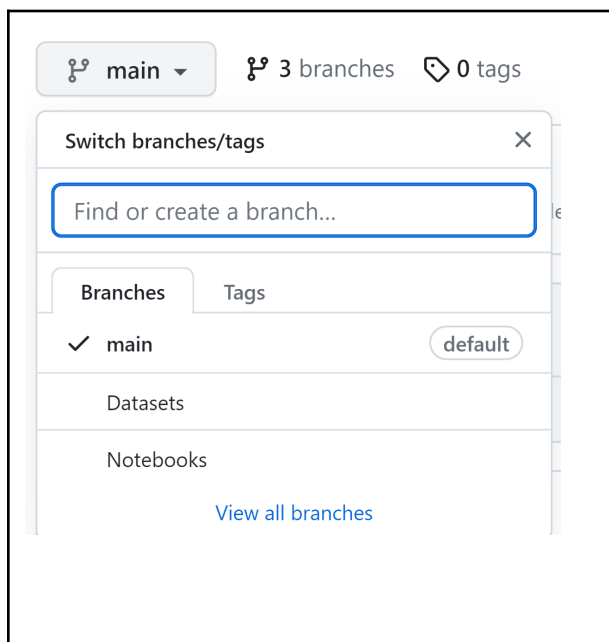 main 3 branches 0 tags
Switch branches/tags
Find or create a branch...
Branches Tags
main default
Datasets
Notebooks
View all branches